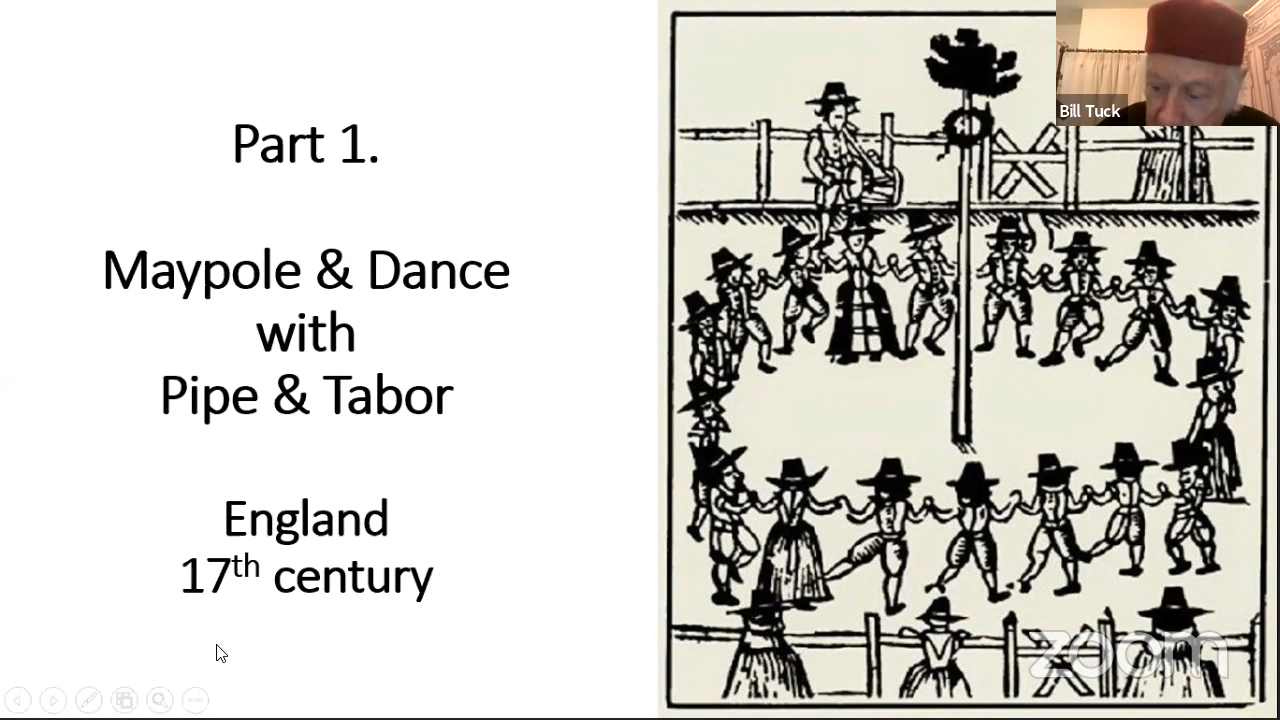 Part 1.
Maypole & Dance
with
Pipe & Tabor
England
17th century
Bill Tuck
zoom